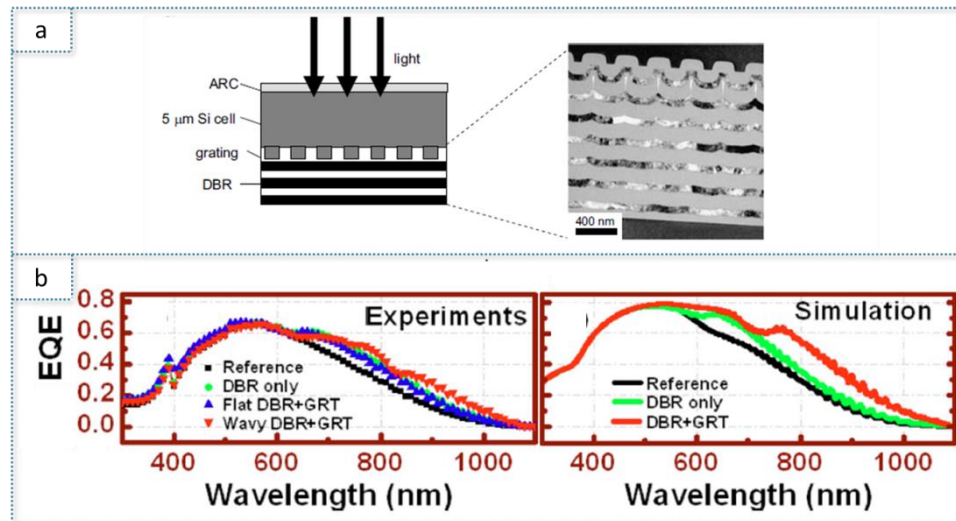 a
light
ARC
5 μm Si cell
grating
DBR
400 nm
b
EQE
0.8
0.6
0.4
0.2
0.0
Experiments
Reference
DBR only
Flat DBR+GRT
Wavy DBR+GRT
400 600 800 1000
Wavelength (nm)
Simulation
Reference
DBR only
DBR+GRT
400 600 800 1000
Wavelength (nm)